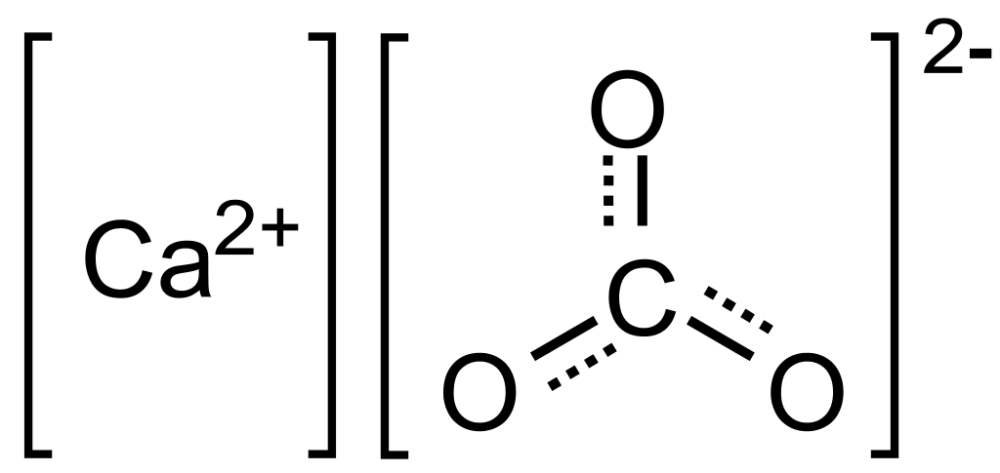 [Ca2+] [ O 2-
C
O O ]